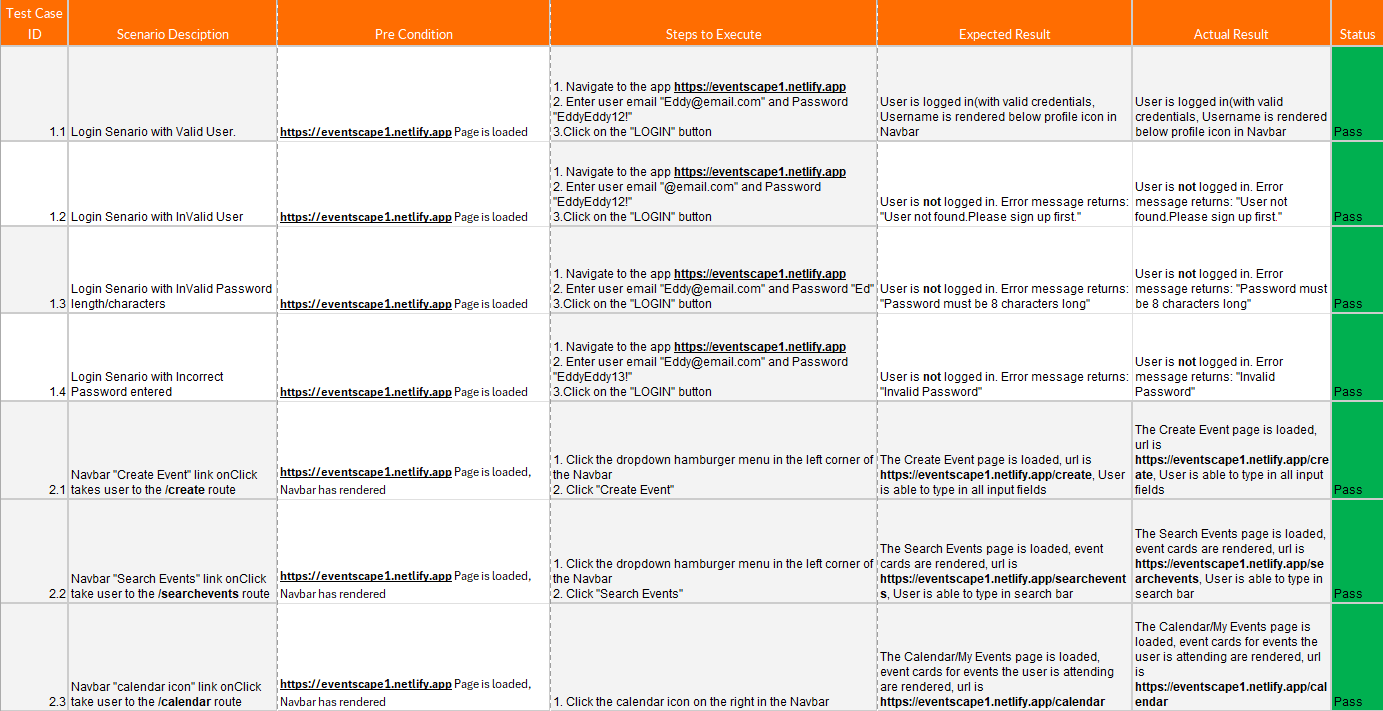 Test Case
ID
Scenario Desciption
Pre Condition
Steps to Execute
Expected Result
Actual Result
Status
1.1
Login Senario with Valid User.
https://eventscape1.netlify.app Page is loaded
1. Navigate to the app https://eventscape1.netlify.app
2. Enter user email "Eddy@email.com" and Password
"EddyEddy12!"
3.Click on the "LOGIN" button
User is logged in(with valid credentials,
Username is rendered below profile icon in
Navbar
User is logged in(with valid
credentials, Username is rendered
below profile icon in Navbar
Pass
1.2
Login Senario with InValid User
https://eventscape1.netlify.app Page is loaded
1. Navigate to the app https://eventscape1.netlify.app
2. Enter user email "@email.com" and Password
"EddyEddy12!"
3.Click on the "LOGIN" button
User is not logged in. Error message returns:
"User not found.Please sign up first."
User is not logged in. Error
message returns: "User not
found.Please sign up first."
Pass
1.3
Login Senario with InValid Password
length/characters
https://eventscape1.netlify.app Page is loaded
1. Navigate to the app https://eventscape1.netlify.app
2. Enter user email "Eddy@email.com" and Password "Ed"
3.Click on the "LOGIN" button
User is not logged in. Error message returns:
"Password must be 8 characters long"
User is not logged in. Error
message returns: "Password must
be 8 characters long"
Pass
1.4
Login Senario with Incorrect
Password entered
https://eventscape1.netlify.app Page is loaded
1. Navigate to the app https://eventscape1.netlify.app
2. Enter user email "Eddy@email.com" and Password
"EddyEddy13!"
3.Click on the "LOGIN" button
User is not logged in. Error message returns:
"Invalid Password"
User is not logged in. Error
message returns: "Invalid
Password"
Pass
2.1
Navbar "Create Event" link onClick
takes user to the /create route
https://eventscape1.netlify.app Page is loaded,
Navbar has rendered
1. Click the dropdown hamburger menu in the left corner of
the Navbar
2. Click "Create Event"
The Create Event page is loaded, url is
https://eventscape1.netlify.app/create, User
is able to type in all input fields
The Create Event page is loaded,
url is
https://eventscape1.netlify.app/cre
ate, User is able to type in all input
fields
Pass
2.2
Navbar "Search Events" link onClick
take user to the /searchevents route
https://eventscape1.netlify.app Page is loaded,
Navbar has rendered
1. Click the dropdown hamburger menu in the left corner of
the Navbar
2. Click "Search Events"
The Search Events page is loaded, event
cards are rendered, url is
https://eventscape1.netlify.app/searchevent
s, User is able to type in search bar
The Search Events page is loaded,
event cards are rendered, url is
https://eventscape1.netlify.app/se
archevents, User is able to type in
search bar
Pass
2.3
Navbar "calendar icon" link onClick
take user to the /calendar route
https://eventscape1.netlify.app Page is loaded,
Navbar has rendered
1. Click the calendar icon on the right in the Navbar
The Calendar/My Events page is loaded,
event cards for events the user is attending
are rendered, url is
https://eventscape1.netlify.app/calendar
The Calendar/My Events page is
loaded, event cards for events the
user is attending are rendered, url
is
https://eventscape1.netlify.app/cal
endar
Pass